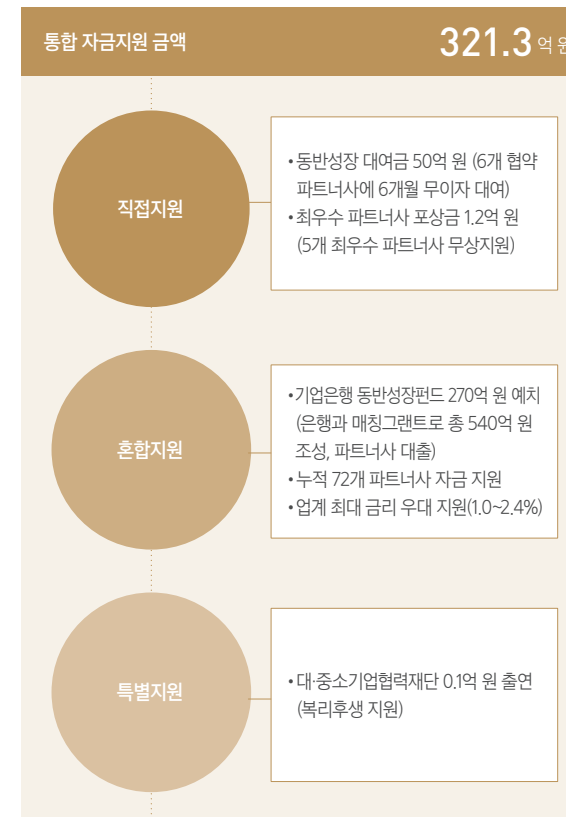 통합 자금지원 금액
321.3 억 원
직접지원
• 동반성장 대여금 50억 원 (6개 협약
파트너사에 6개월 무이자 대여)
• 최우수 파트너사 포상금 1.2억 원
(5개 최우수 파트너사 무상지원)
혼합지원
• 기업은행 동반성장펀드 270억 원 예치
(은행과 매칭그랜트로 총 540억 원
조성, 파트너사 대출)
• 누적 72개 파트너사 자금 지원
• 업계 최대 금리 우대 지원(1.0~2.4%)
특별지원
• 대·중소기업협력재단 0.1억 원 출연
(복리후생 지원)